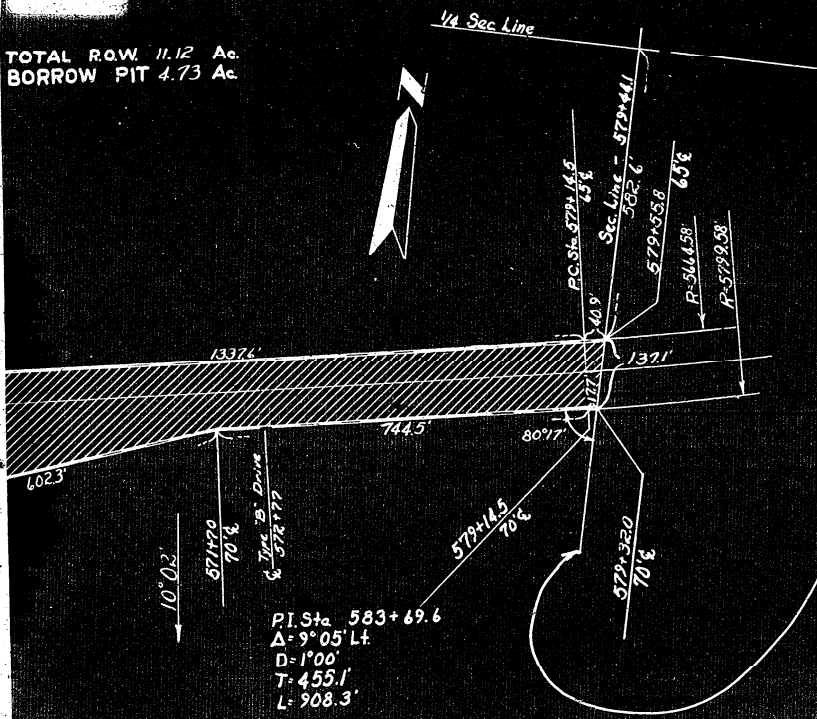 TOTAL R.O.W. 11.12 Ac.
BORROW PIT 4.73 Ac.
1/4 Sec Line
N
P.C. Sta. 579+14.5
65' ℄
Sec. Line - 579+44.1
582.6'
579+55.8
65' ℄
R=5664.58'
R=5799.58'
40.9'
1337.6'
137.1'
17.7'
744.5'
80°17'
602.3'
571+70
70' ℄
℄ Type "B" Drive
572+77
10°02'
579+14.5
70' ℄
579+32.0
70' ℄
P.I. Sta 583+69.6
Δ=9°05' Lt.
D=1°00'
T=455.1'
L=908.3'